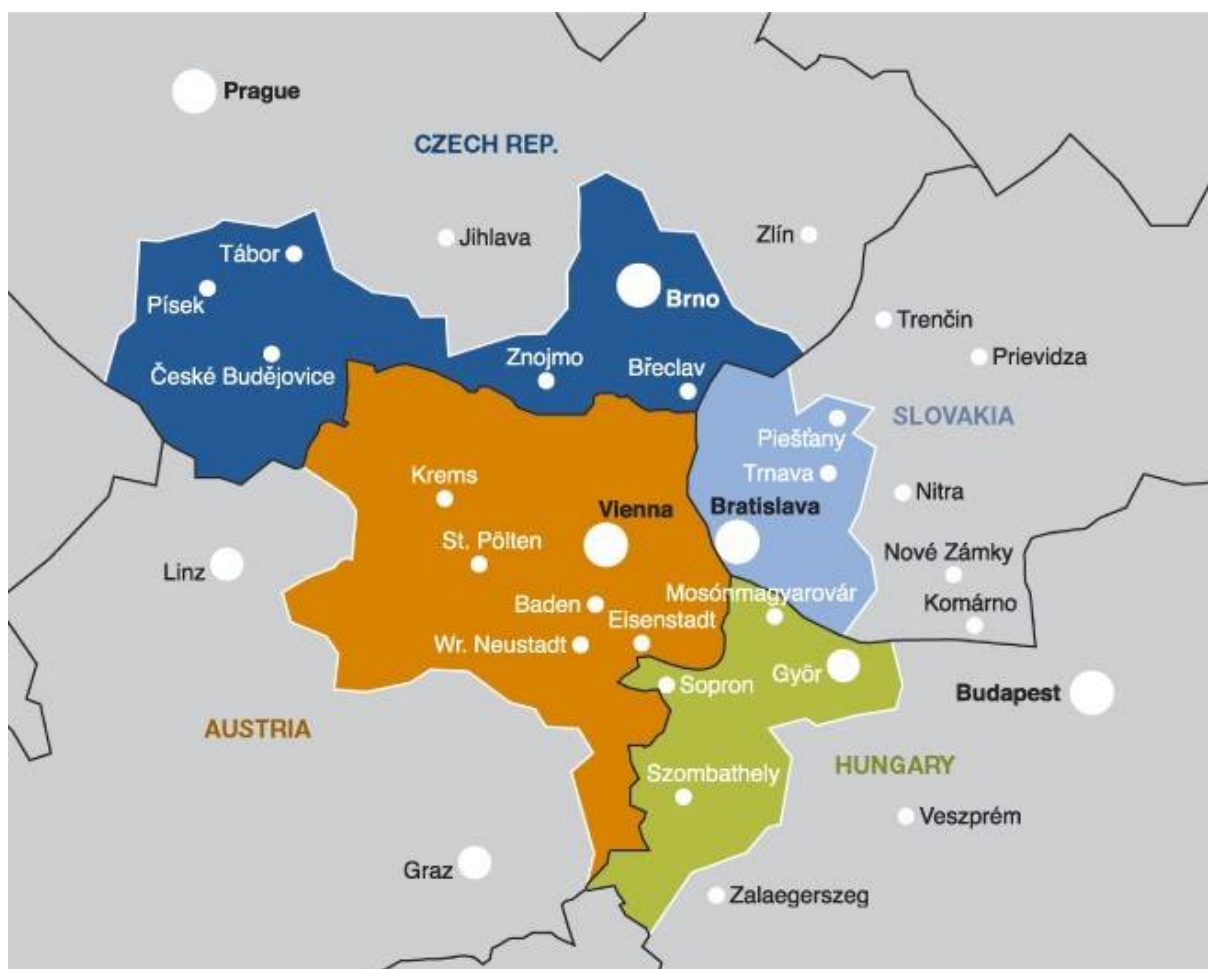 Prague
CZECH REP.
Jihlava
Zlín
Tábor
Písek
Brno
Trenčín
Znojmo
Břeclav
Prievidza
České Budějovice
SLOVAKIA
Piešťany
Krems
Trnava
Nitra
Vienna
Bratislava
St. Pölten
Nové Zámky
Linz
Mosónmagyarovár
Baden
Komárno
Eisenstadt
Wr. Neustadt
Györ
Sopron
Budapest
AUSTRIA
HUNGARY
Szombathely
Veszprém
Graz
Zalaegerszeg